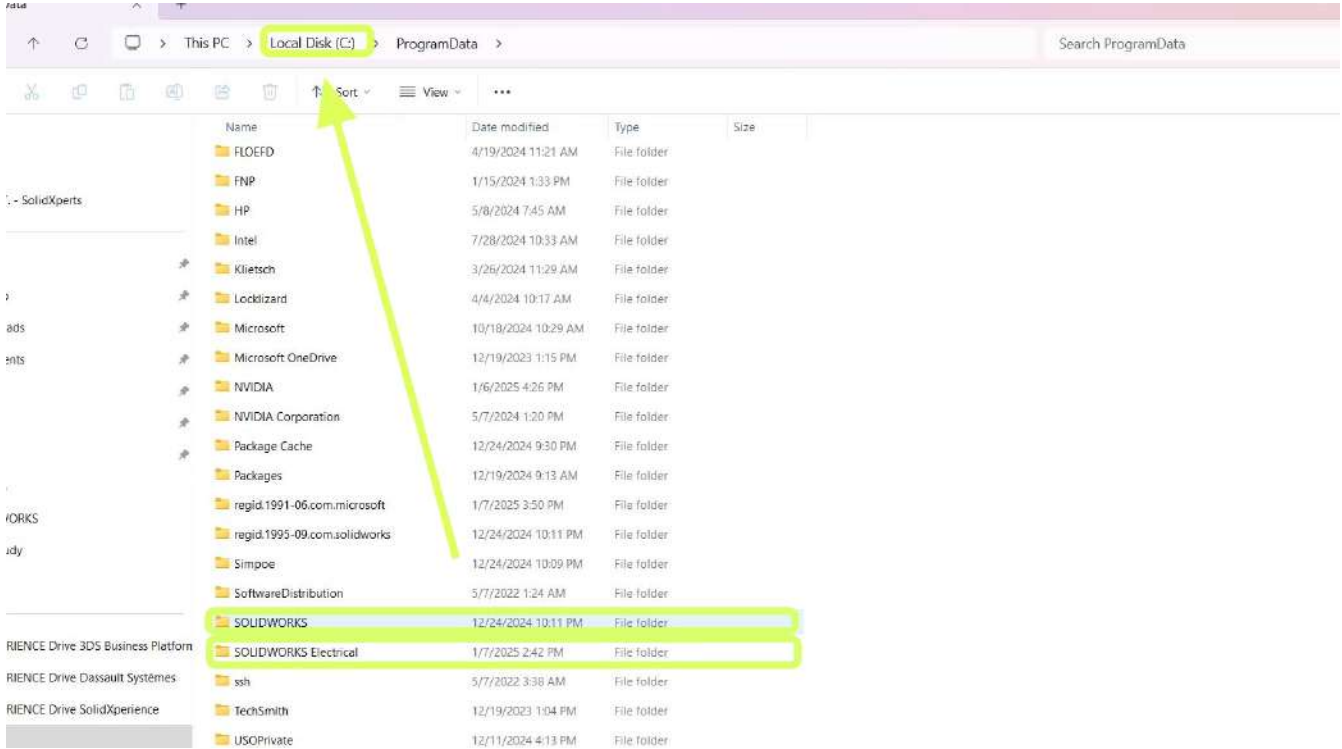 This PC > Local Disk (C:) > ProgramData > Search ProgramData
Sort View ...
Name Date modified Type Size
FLOEFD 4/19/2024 11:21 AM File folder
FNP 1/15/2024 1:33 PM File folder
. - SolidXperts
HP 5/8/2024 7:45 AM File folder
Intel 7/28/2024 10:33 AM File folder
Klietsch 3/26/2024 11:29 AM File folder
Locklizard 4/4/2024 10:17 AM File folder
ads Microsoft 10/18/2024 10:29 AM File folder
ents Microsoft OneDrive 12/19/2023 1:15 PM File folder
NVIDIA 1/6/2025 4:26 PM File folder
NVIDIA Corporation 5/7/2024 1:20 PM File folder
Package Cache 12/24/2024 9:30 PM File folder
Packages 12/19/2024 9:13 AM File folder
regid.1991-06.com.microsoft 1/7/2025 3:50 PM File folder
ORKS
regid.1995-09.com.solidworks 12/24/2024 10:11 PM File folder
udy
Simpoe 12/24/2024 10:09 PM File folder
SoftwareDistribution 5/7/2022 1:24 AM File folder
SOLIDWORKS 12/24/2024 10:11 PM File folder
RIENCE Drive 3DS Business Platforn SOLIDWORKS Electrical 1/7/2025 2:42 PM File folder
RIENCE Drive Dassault Systèmes ssh 5/7/2022 3:38 AM File folder
RIENCE Drive SolidXperience TechSmith 12/19/2023 1:04 PM File folder
USOPrivate 12/11/2024 4:13 PM File folder